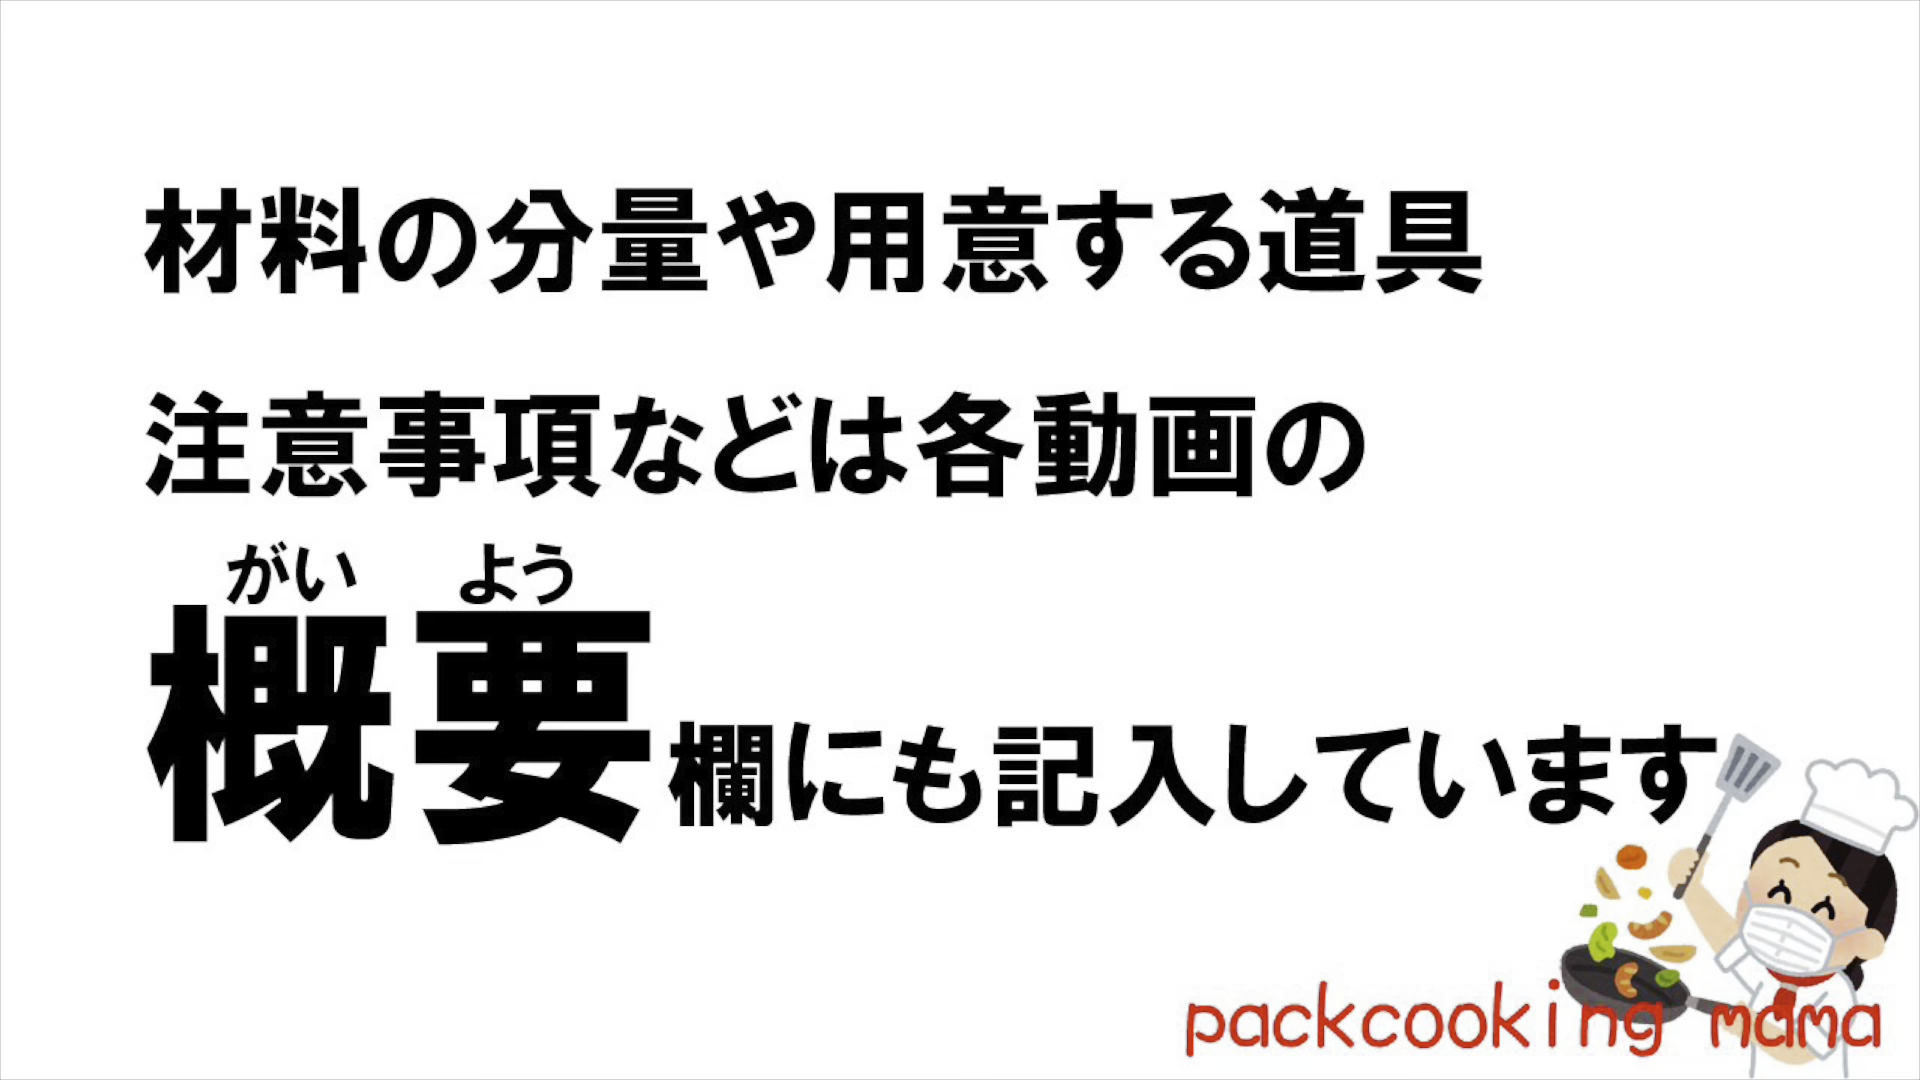 材料の分量や用意する道具
注意事項などは各動画の
がい よう
概要欄にも記入しています
packcooking mama